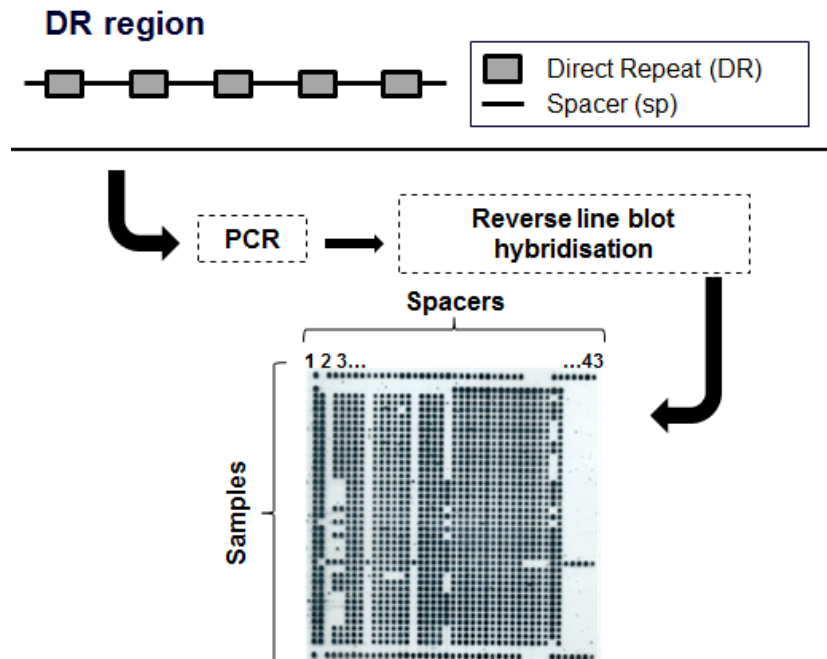 DR region
Direct Repeat (DR)
Spacer (sp)
PCR
Reverse line blot
hybridisation
Spacers
1 2 3... ...43
Samples